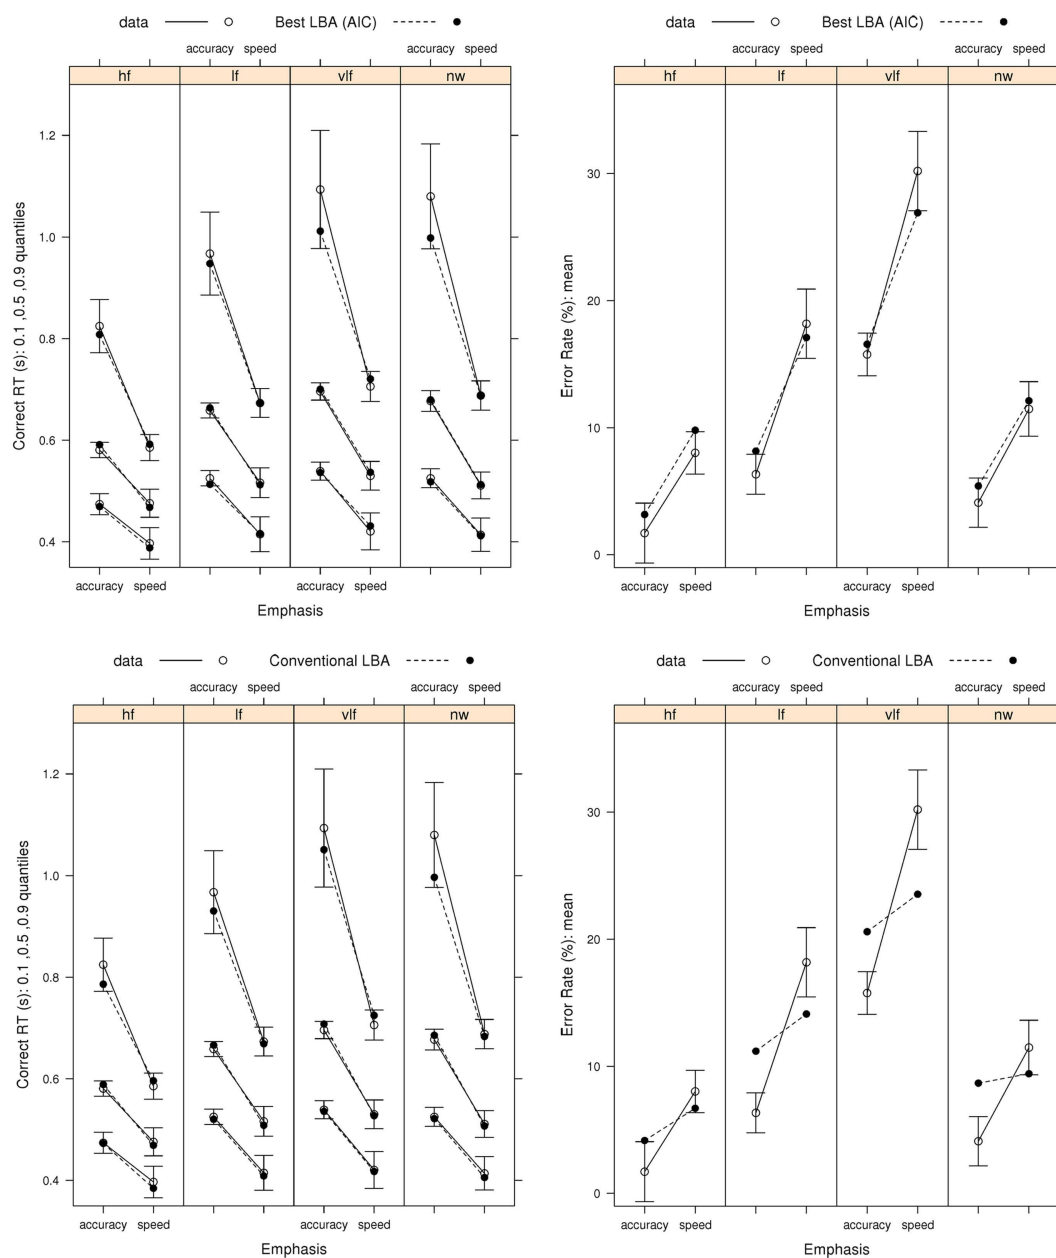 data Best LBA (AIC)
accuracy speed accuracy speed
hf lf vlf nw
1.2
1.0
0.8
0.6
0.4
Correct RT (s): 0.1 ,0.5 ,0.9 quantiles
accuracy speed accuracy speed
Emphasis
data Best LBA (AIC)
accuracy speed accuracy speed
hf lf vlf nw
30
20
10
0
Error Rate (%): mean
accuracy speed accuracy speed
Emphasis
data Conventional LBA
accuracy speed accuracy speed
hf lf vlf nw
1.2
1.0
0.8
0.6
0.4
Correct RT (s): 0.1 ,0.5 ,0.9 quantiles
accuracy speed accuracy speed
Emphasis
data Conventional LBA
accuracy speed accuracy speed
hf lf vlf nw
30
20
10
0
Error Rate (%): mean
accuracy speed accuracy speed
Emphasis